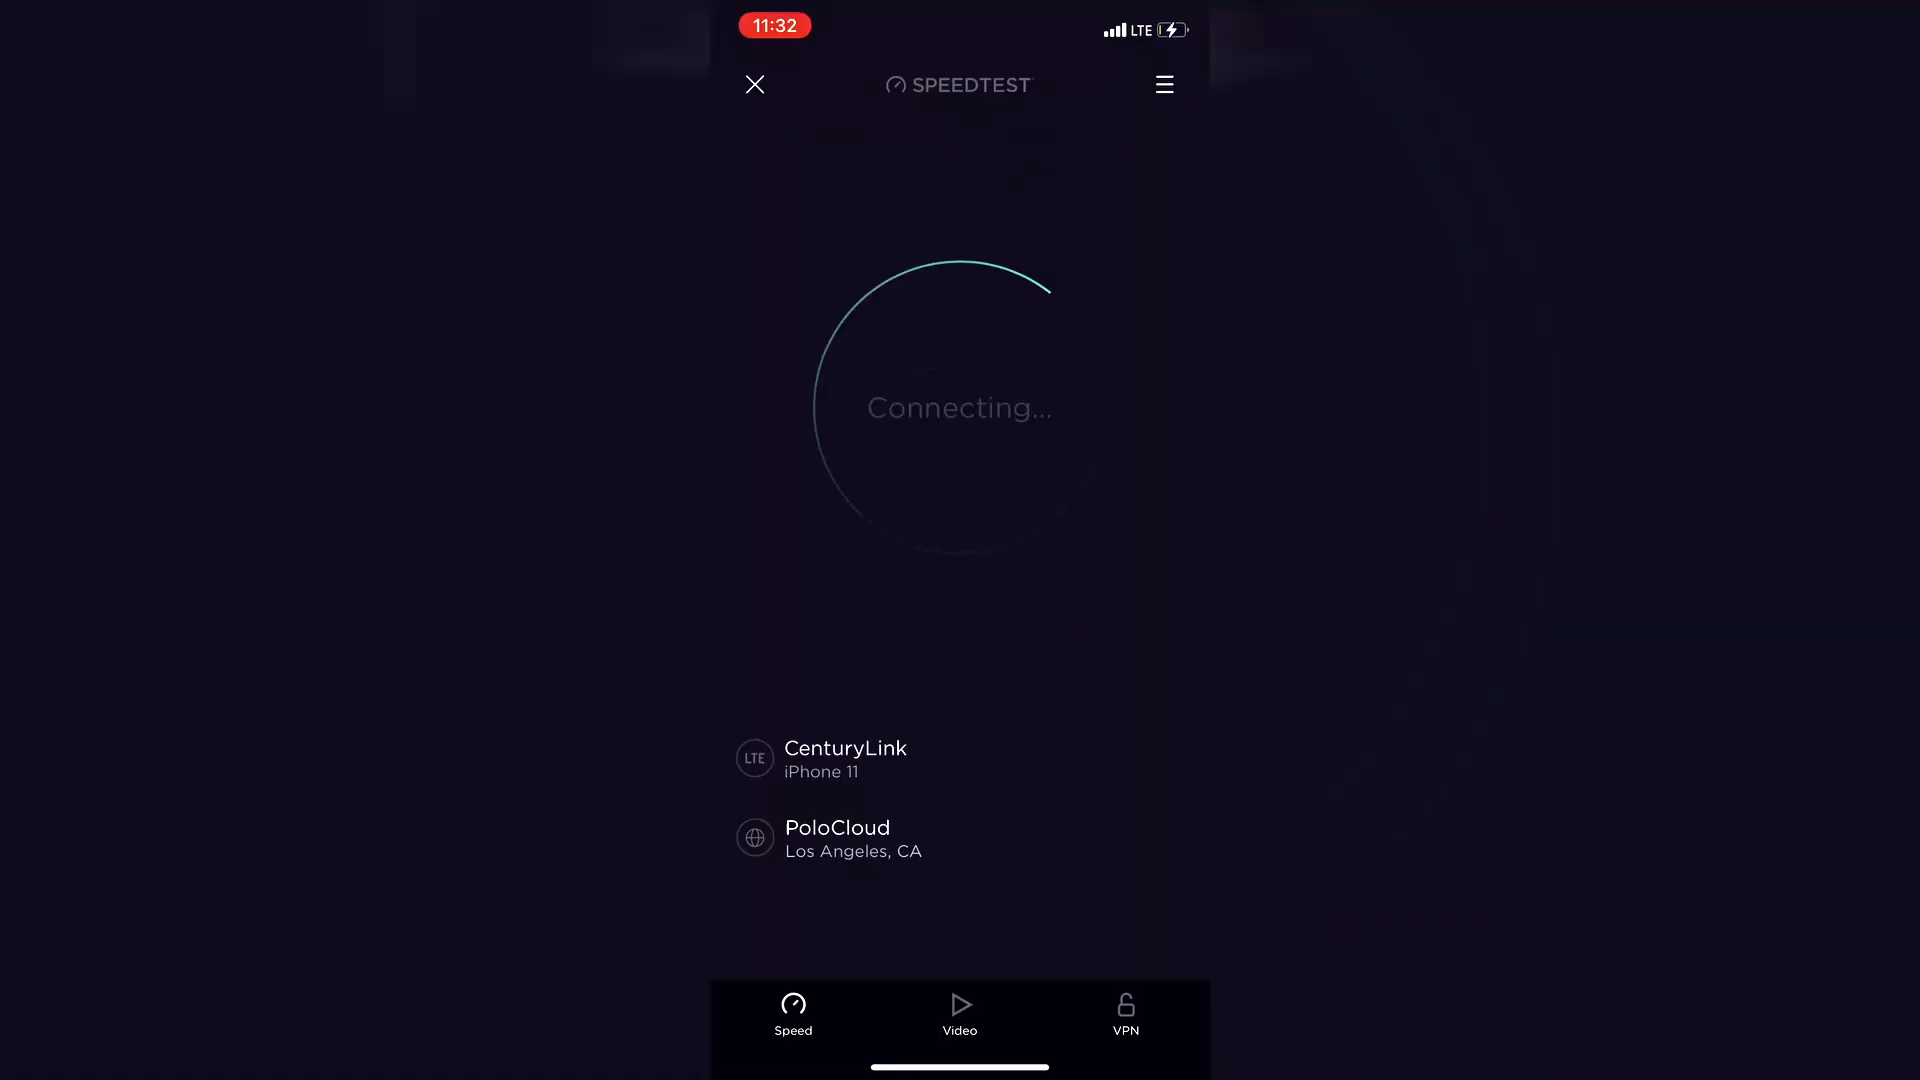 11:32
LTE
SPEEDTEST
Connecting...
LTE
CenturyLink
iPhone 11
PoloCloud
Los Angeles, CA
Speed
Video
VPN